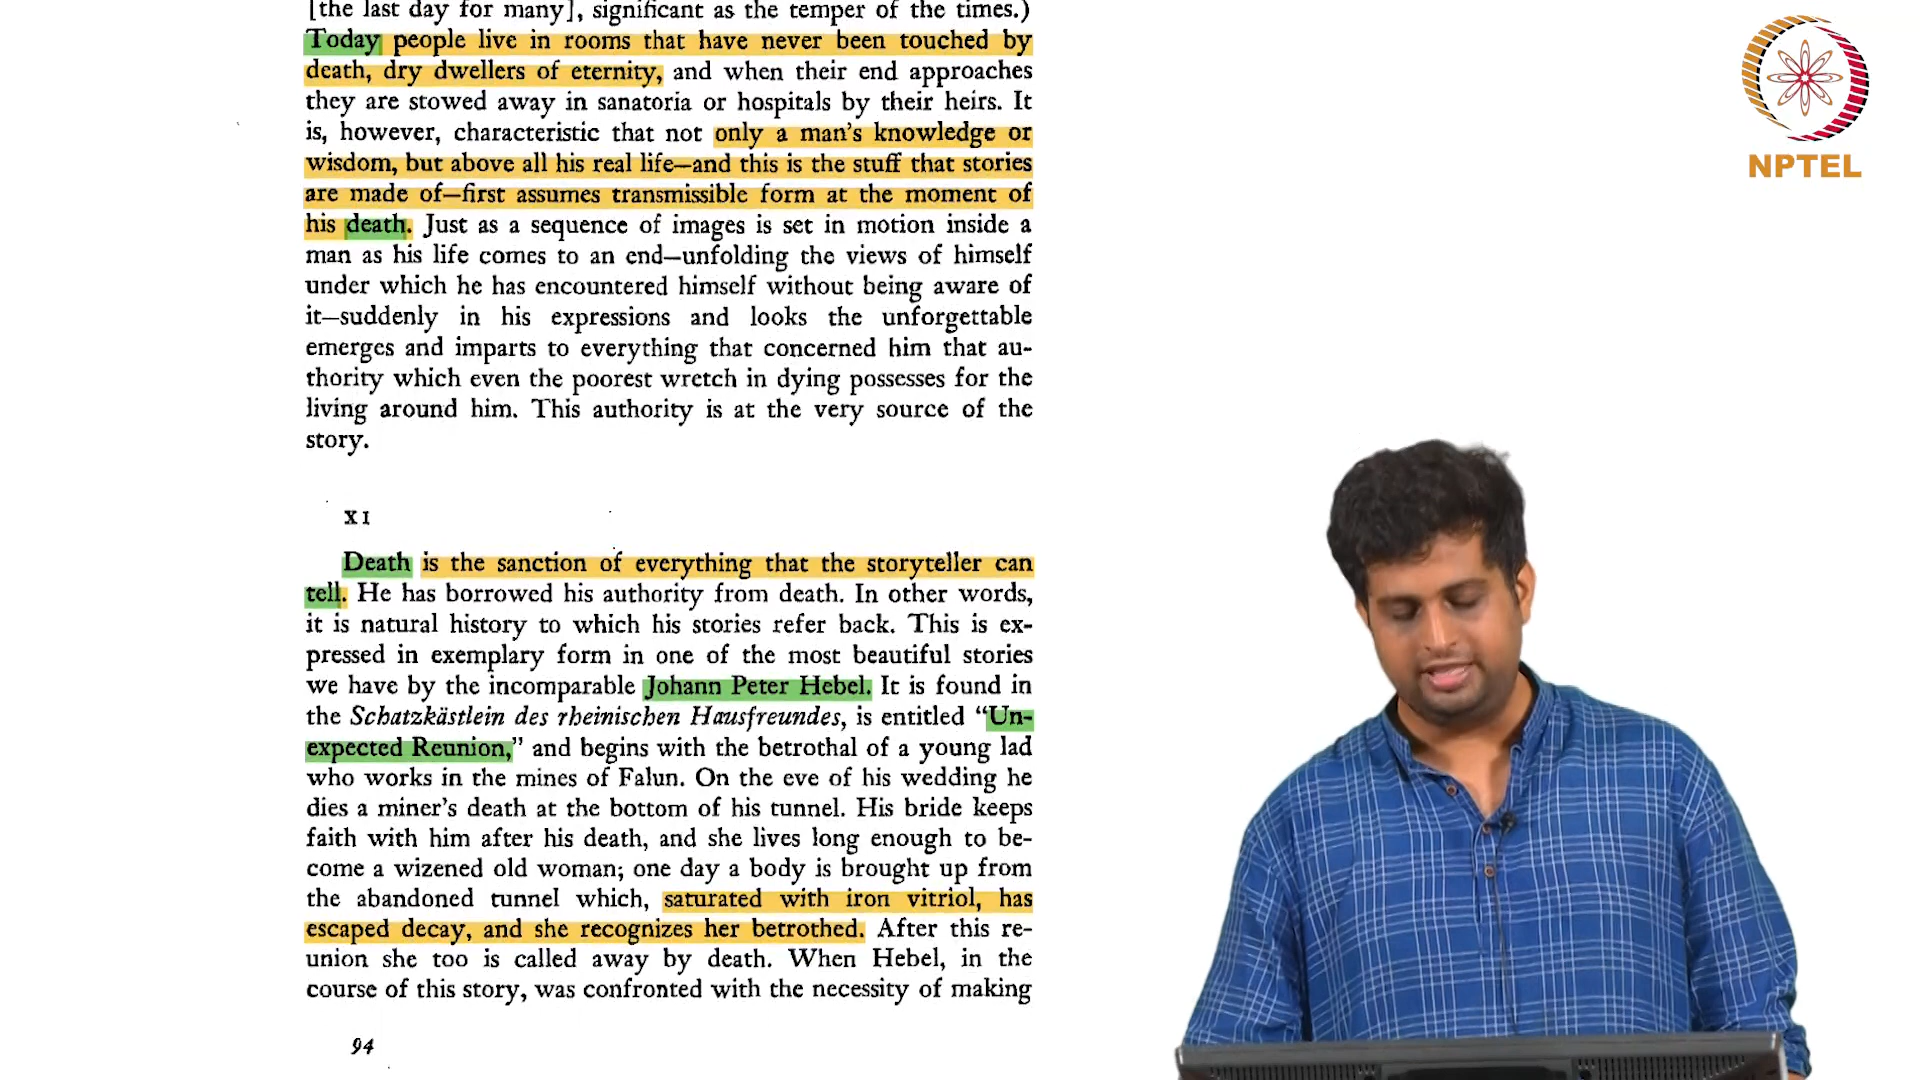 [the last day for many], significant as the temper of the times.)
Today people live in rooms that have never been touched by
death, dry dwellers of eternity, and when their end approaches
they are stowed away in sanatoria or hospitals by their heirs. It
is, however, characteristic that not only a man's knowledge or
wisdom, but above all his real life—and this is the stuff that stories
are made of—first assumes transmissible form at the moment of
his death. Just as a sequence of images is set in motion inside a
man as his life comes to an end—unfolding the views of himself
under which he has encountered himself without being aware of
it—suddenly in his expressions and looks the unforgettable
emerges and imparts to everything that concerned him that au-
thority which even the poorest wretch in dying possesses for the
living around him. This authority is at the very source of the
story.
XI
Death is the sanction of everything that the storyteller can
tell. He has borrowed his authority from death. In other words,
it is natural history to which his stories refer back. This is ex-
pressed in exemplary form in one of the most beautiful stories
we have by the incomparable Johann Peter Hebel. It is found in
the Schatzkästlein des rheinischen Hausfreundes, is entitled “Un-
expected Reunion,” and begins with the betrothal of a young lad
who works in the mines of Falun. On the eve of his wedding he
dies a miner's death at the bottom of his tunnel. His bride keeps
faith with him after his death, and she lives long enough to be-
come a wizened old woman; one day a body is brought up from
the abandoned tunnel which, saturated with iron vitriol, has
escaped decay, and she recognizes her betrothed. After this re-
union she too is called away by death. When Hebel, in the
course of this story, was confronted with the necessity of making
94
NPTEL